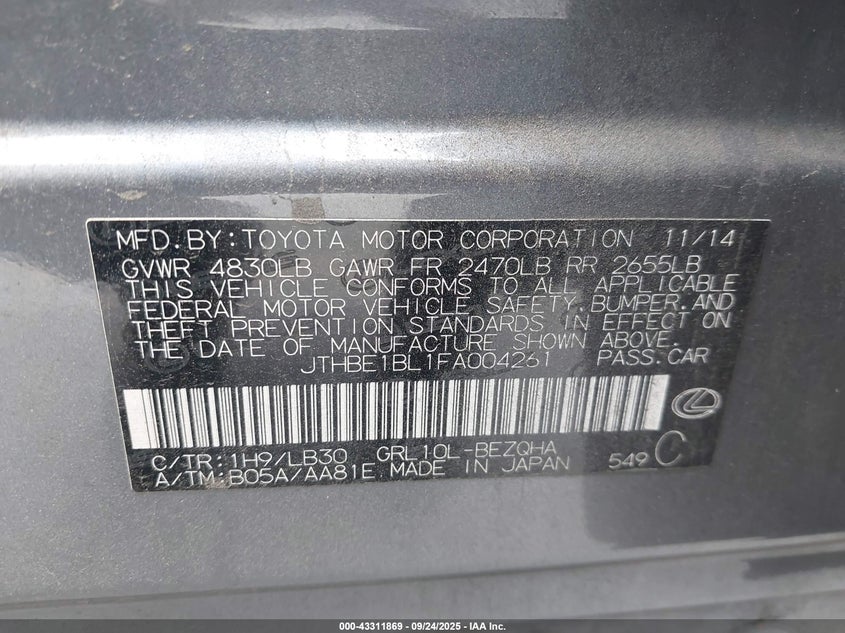 MFD.BY:TOYOTA MOTOR CORPORATION 11/14
GVWR 4830LB GAWR FR 2470LB RR 2655LB
THIS VEHICLE CONFORMS TO ALL APPLICABLE
FEDERAL MOTOR VEHICLE SAFETY,BUMPER,AND
THEFT PREVENTION STANDARDS IN EFFECT ON
THE DATE OF MANUFACTURE SHOWN ABOVE.
JTHBE1BL1FA004261 PASS.CAR
C/TR:1H9/LB30 GRL10L-BEZQHA 549 C
A/TM:B05A/AA81E MADE IN JAPAN
000-43311869 - 09/24/2025 - IAA Inc.